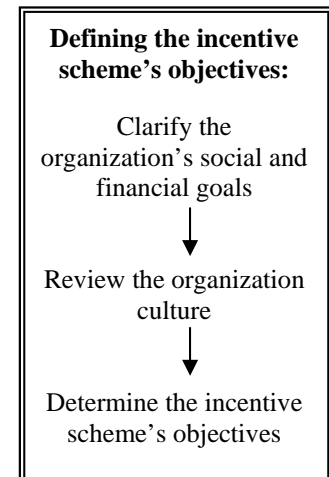 Defining the incentive
scheme’s objectives:
Clarify the
organization’s social and
financial goals
Review the organization
culture
Determine the incentive
scheme’s objectives